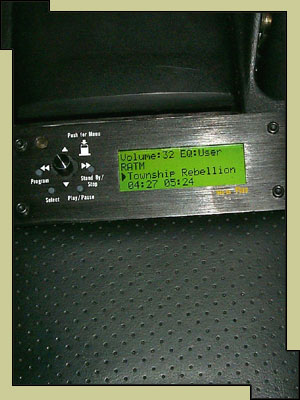 Push for Menu
Program
Stand By/
Stop
Select
Play/Pause
Volume:32 EQ:User
RATM
Township Rebellion
04:27 05:24